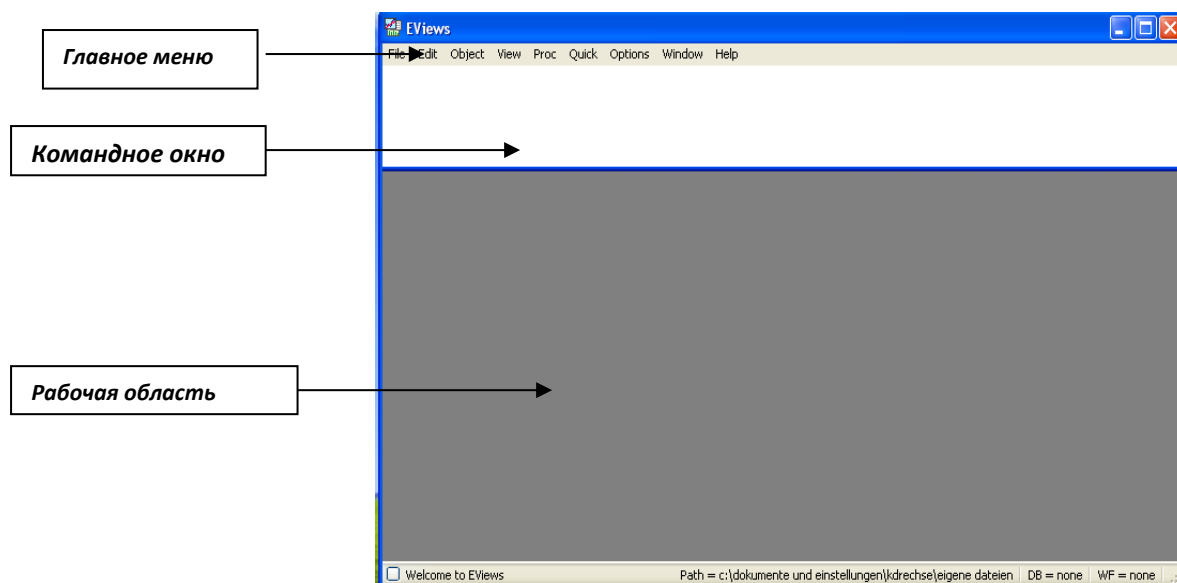 EViews
Главное меню
File Edit Object View Proc Quick Options Window Help
Командное окно
Рабочая область
Welcome to EViews Path = c:\dokumente und einstellungen\kdrechse\eigene dateien DB = none WF = none